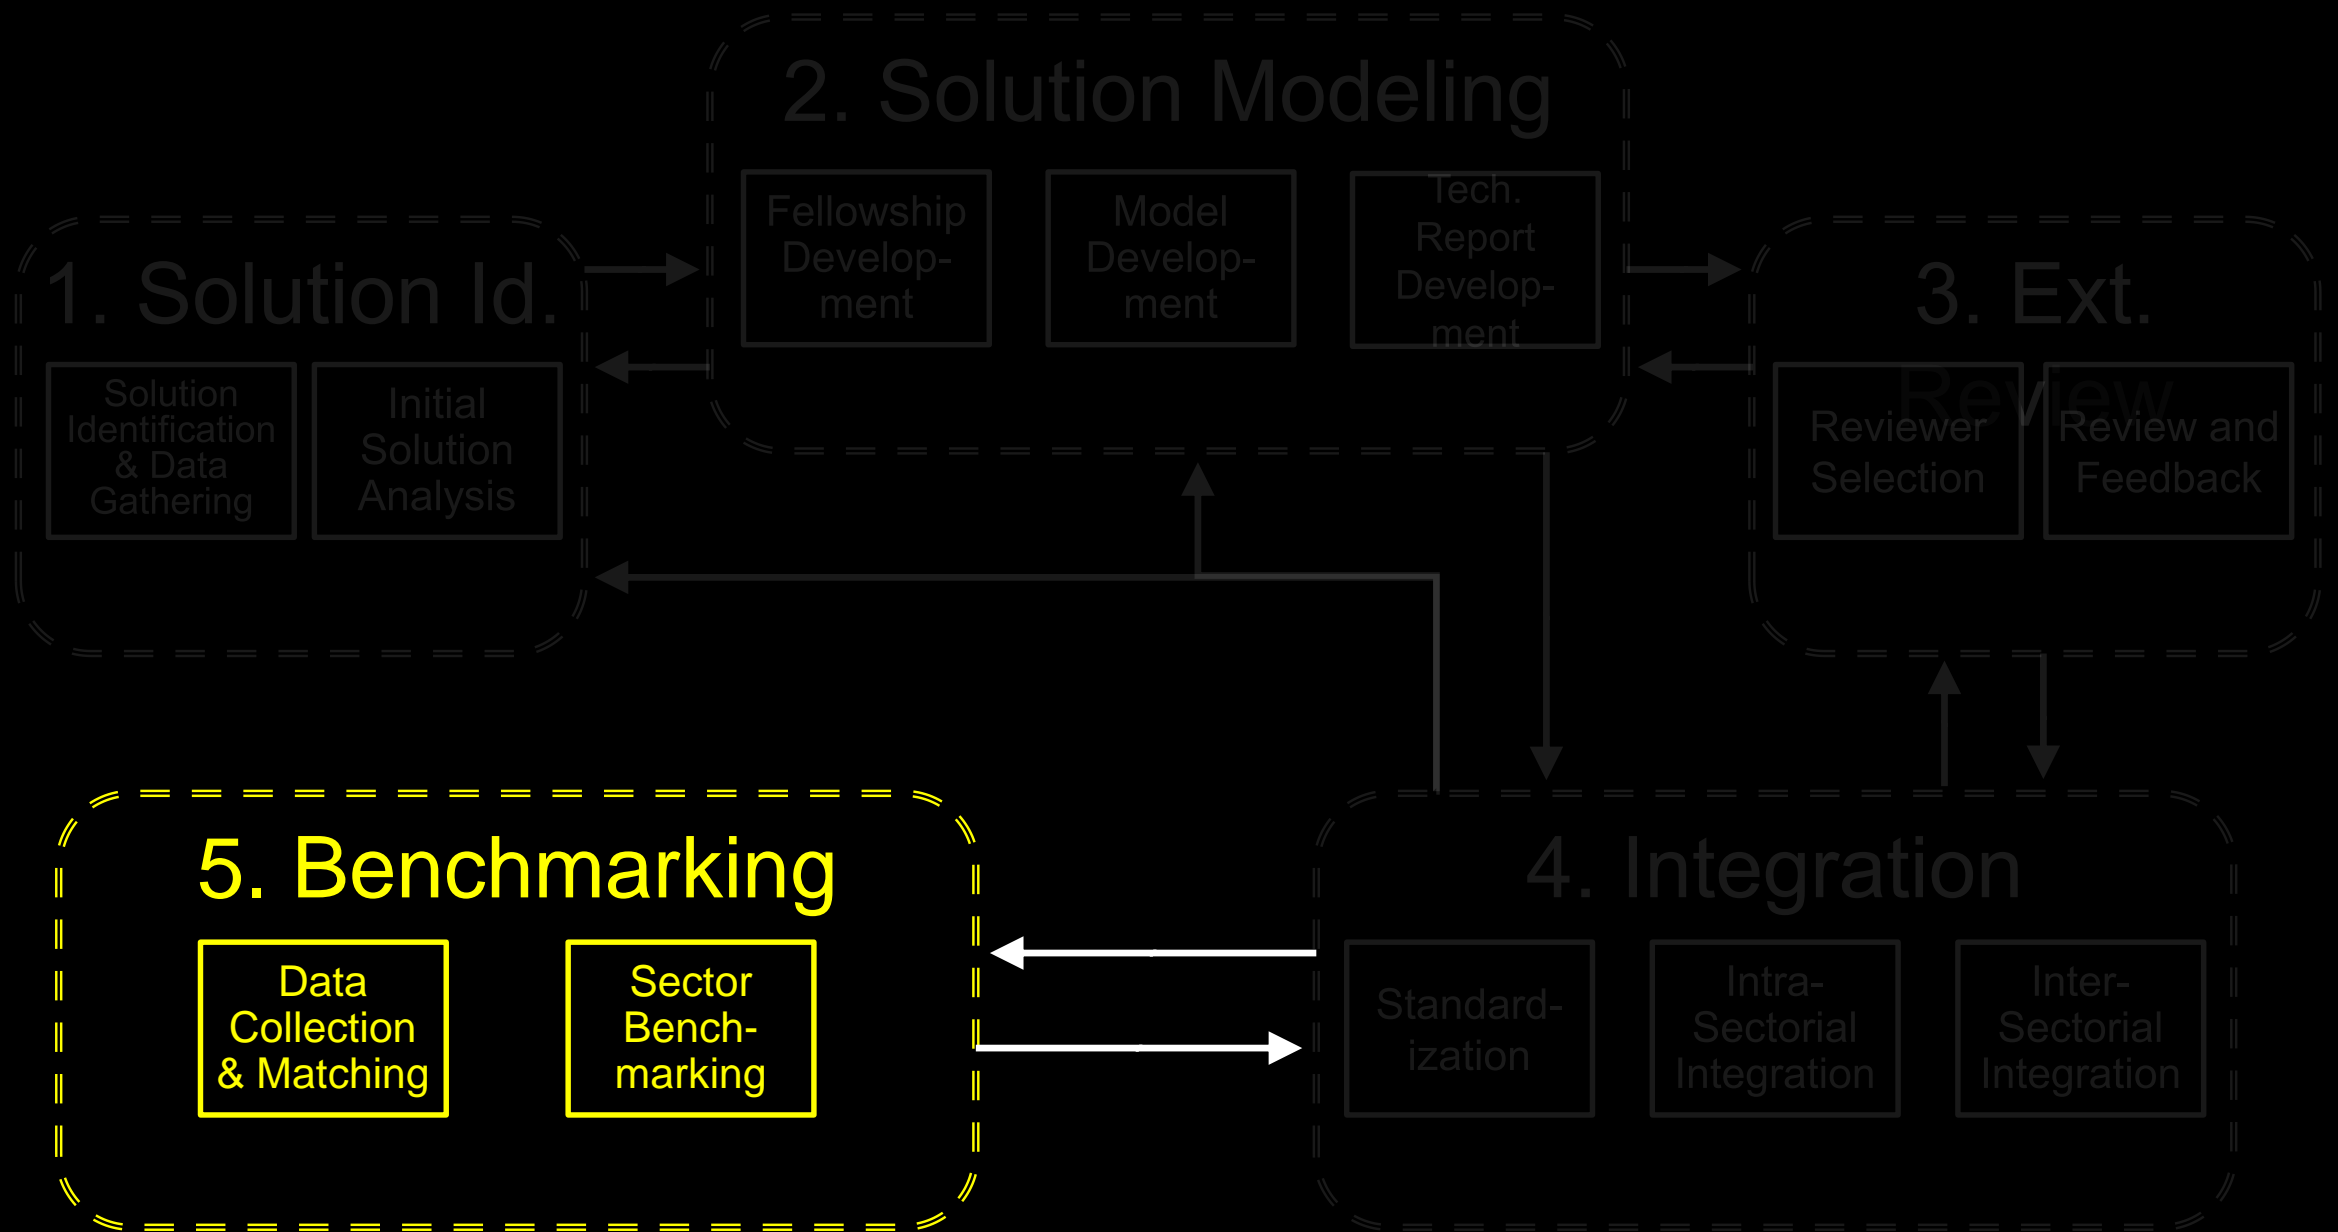 2. Solution Modeling
Fellowship
Develop-
ment
Model
Develop-
ment
Tech.
Report
Develop-
ment
1. Solution Id.
Solution
Identification
& Data
Gathering
Initial
Solution
Analysis
3. Ext.
Review
Reviewer
Selection
Review and
Feedback
5. Benchmarking
Data
Collection
& Matching
Sector
Bench-
marking
4. Integration
Standard-
ization
Intra-
Sectorial
Integration
Inter-
Sectorial
Integration